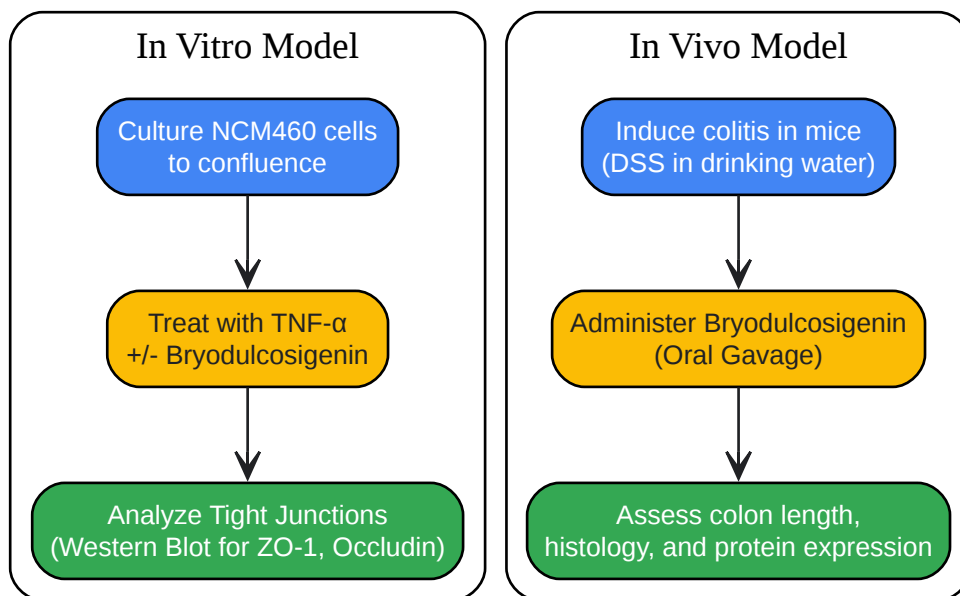 In Vitro Model
Culture NCM460 cells
to confluence
Treat with TNF-α
+/- Bryodulcosigenin
Analyze Tight Junctions
(Western Blot for ZO-1, Occludin)
In Vivo Model
Induce colitis in mice
(DSS in drinking water)
Administer Bryodulcosigenin
(Oral Gavage)
Assess colon length,
histology, and protein expression